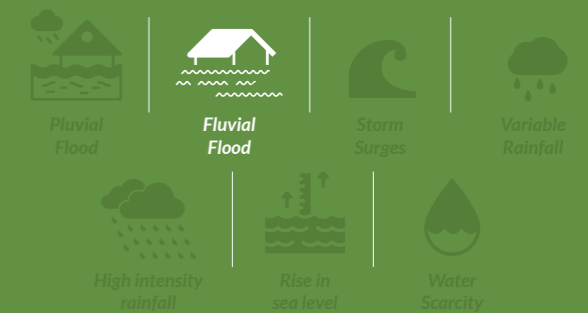 Pluvial
Flood
Fluvial
Flood
Storm
Surges
Variable
Rainfall
High intensity
rainfall
Rise in
sea level
Water
Scarcity